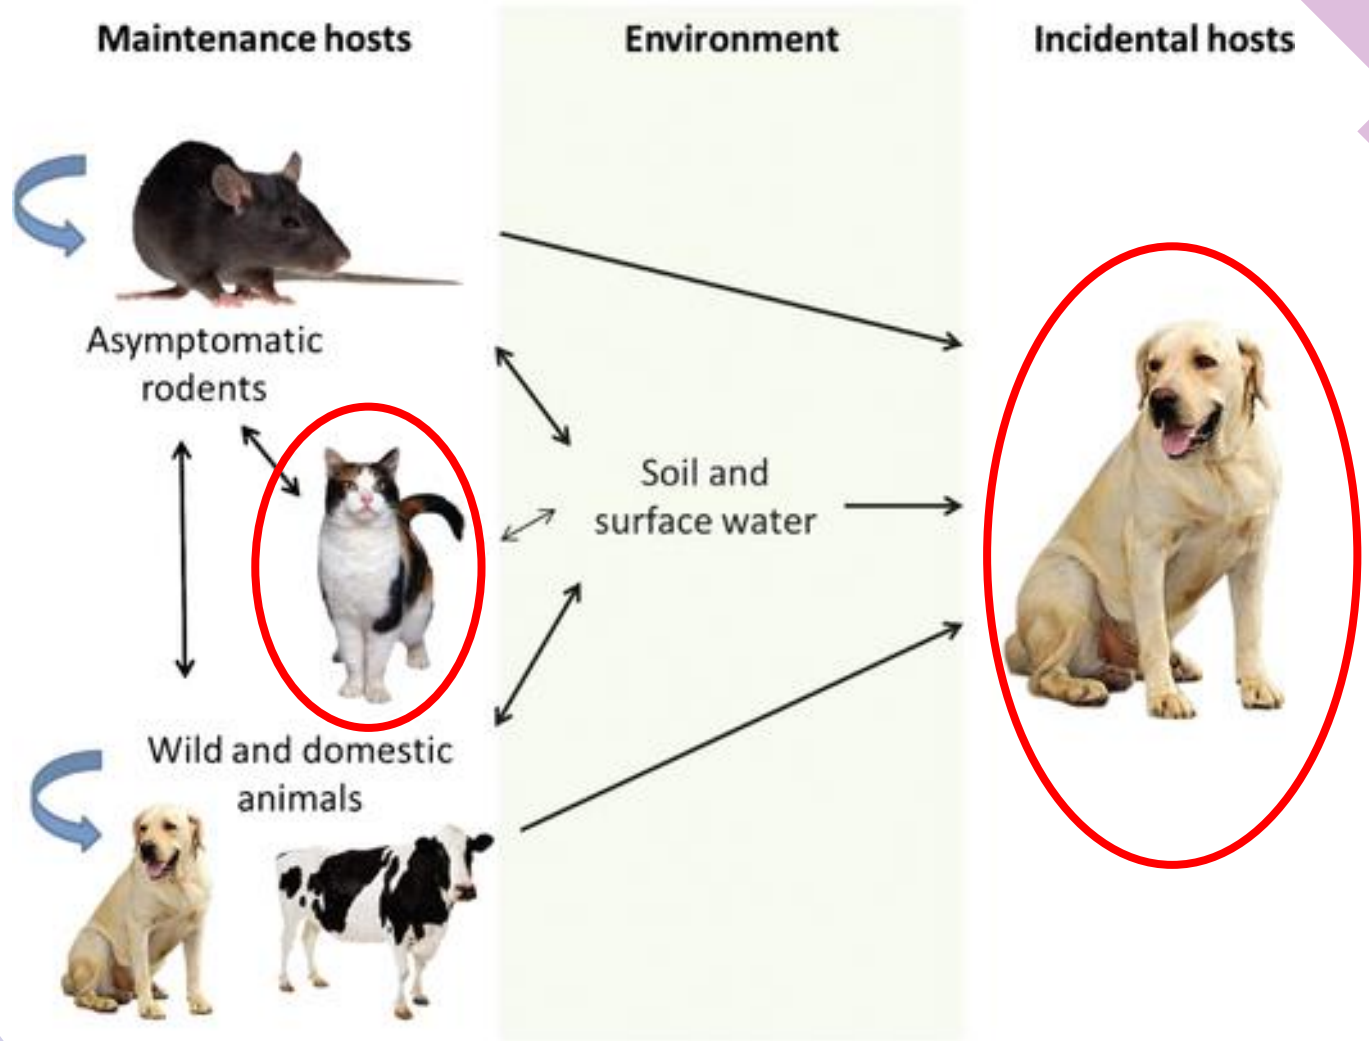 Maintenance hosts
Environment
Incidental hosts
Asymptomatic
rodents
Soil and
surface water
Wild and domestic
animals